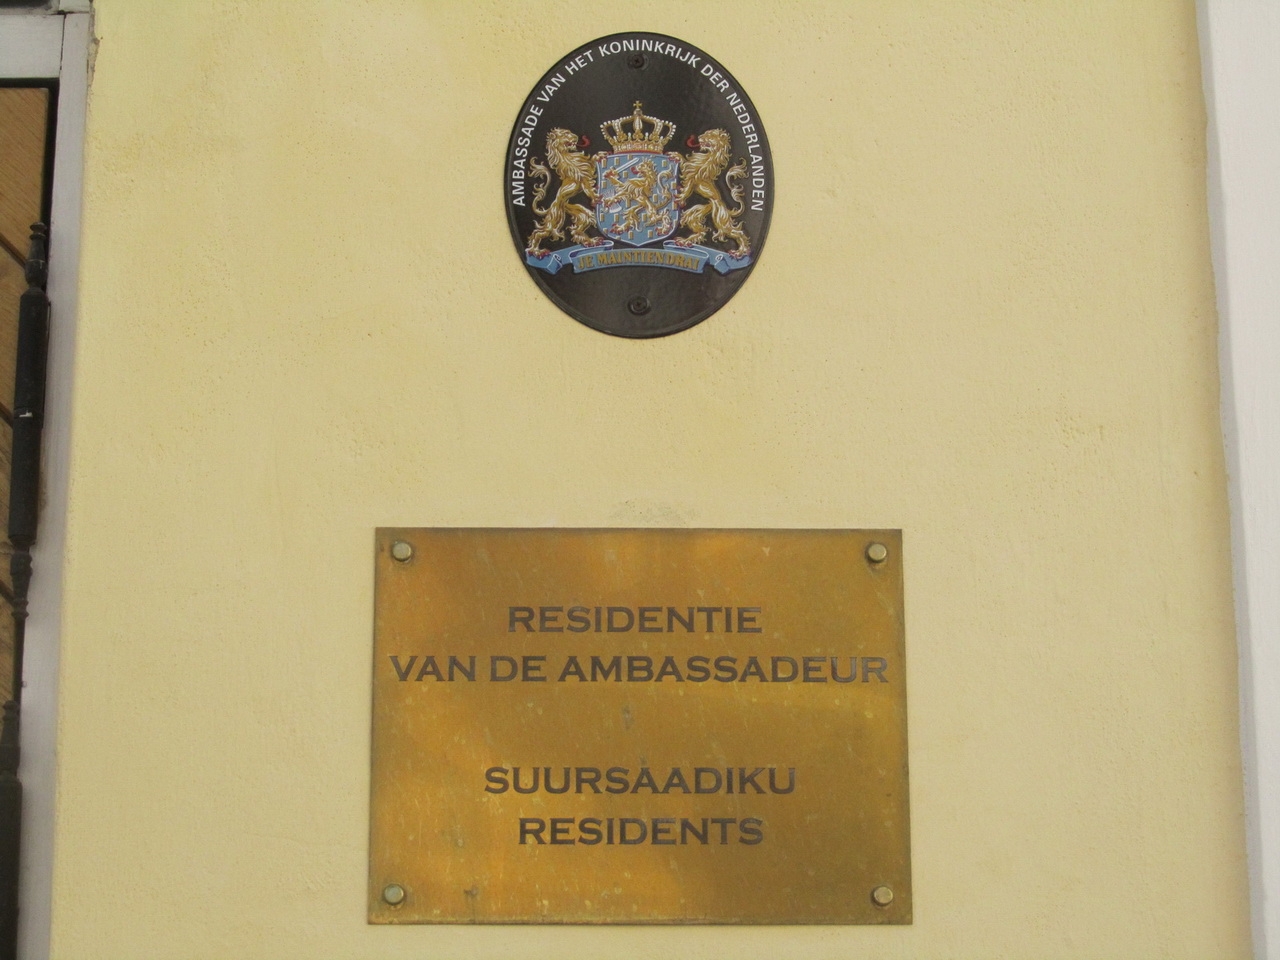 AMBASSADE VAN HET KONINKRIJK DER NEDERLANDEN
JE MAINTIENDRAI
RESIDENTIE
VAN DE AMBASSADEUR
SUURSAADIKU
RESIDENTS